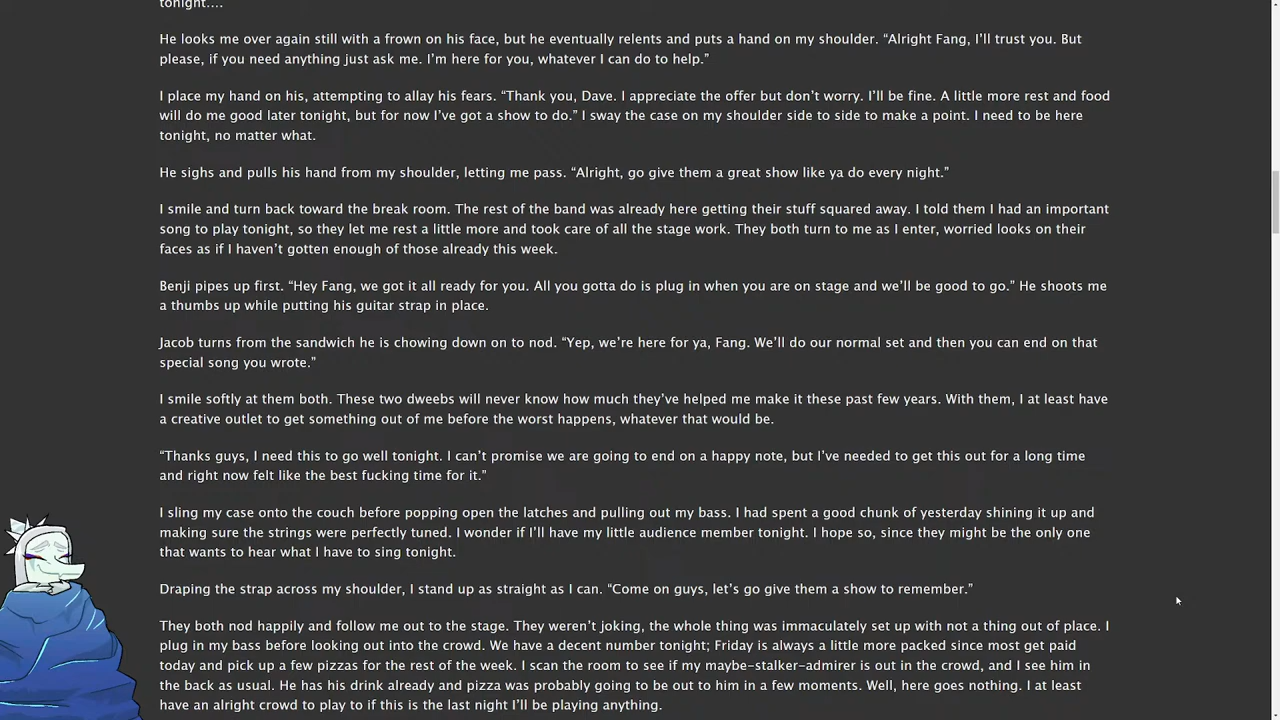 tonight....
He looks me over again still with a frown on his face, but he eventually relents and puts a hand on my shoulder. “Alright Fang, I’ll trust you. But
please, if you need anything just ask me. I’m here for you, whatever I can do to help.”
I place my hand on his, attempting to allay his fears. “Thank you, Dave. I appreciate the offer but don’t worry. I’ll be fine. A little more rest and food
will do me good later tonight, but for now I’ve got a show to do.” I sway the case on my shoulder side to side to make a point. I need to be here
tonight, no matter what.
He sighs and pulls his hand from my shoulder, letting me pass. “Alright, go give them a great show like ya do every night.”
I smile and turn back toward the break room. The rest of the band was already here getting their stuff squared away. I told them I had an important
song to play tonight, so they let me rest a little more and took care of all the stage work. They both turn to me as I enter, worried looks on their
faces as if I haven’t gotten enough of those already this week.
Benji pipes up first. “Hey Fang, we got it all ready for you. All you gotta do is plug in when you are on stage and we’ll be good to go.” He shoots me
a thumbs up while putting his guitar strap in place.
Jacob turns from the sandwich he is chowing down on to nod. “Yep, we’re here for ya, Fang. We’ll do our normal set and then you can end on that
special song you wrote.”
I smile softly at them both. These two dweebs will never know how much they’ve helped me make it these past few years. With them, I at least have
a creative outlet to get something out of me before the worst happens, whatever that would be.
“Thanks guys, I need this to go well tonight. I can’t promise we are going to end on a happy note, but I’ve needed to get this out for a long time
and right now felt like the best fucking time for it.”
I sling my case onto the couch before popping open the latches and pulling out my bass. I had spent a good chunk of yesterday shining it up and
making sure the strings were perfectly tuned. I wonder if I’ll have my little audience member tonight. I hope so, since they might be the only one
that wants to hear what I have to sing tonight.
Draping the strap across my shoulder, I stand up as straight as I can. “Come on guys, let’s go give them a show to remember.”
They both nod happily and follow me out to the stage. They weren’t joking, the whole thing was immaculately set up with not a thing out of place. I
plug in my bass before looking out into the crowd. We have a decent number tonight; Friday is always a little more packed since most get paid
today and pick up a few pizzas for the rest of the week. I scan the room to see if my maybe-stalker-admirer is out in the crowd, and I see him in
the back as usual. He has his drink already and pizza was probably going to be out to him in a few moments. Well, here goes nothing. I at least
have an alright crowd to play to if this is the last night I’ll be playing anything.